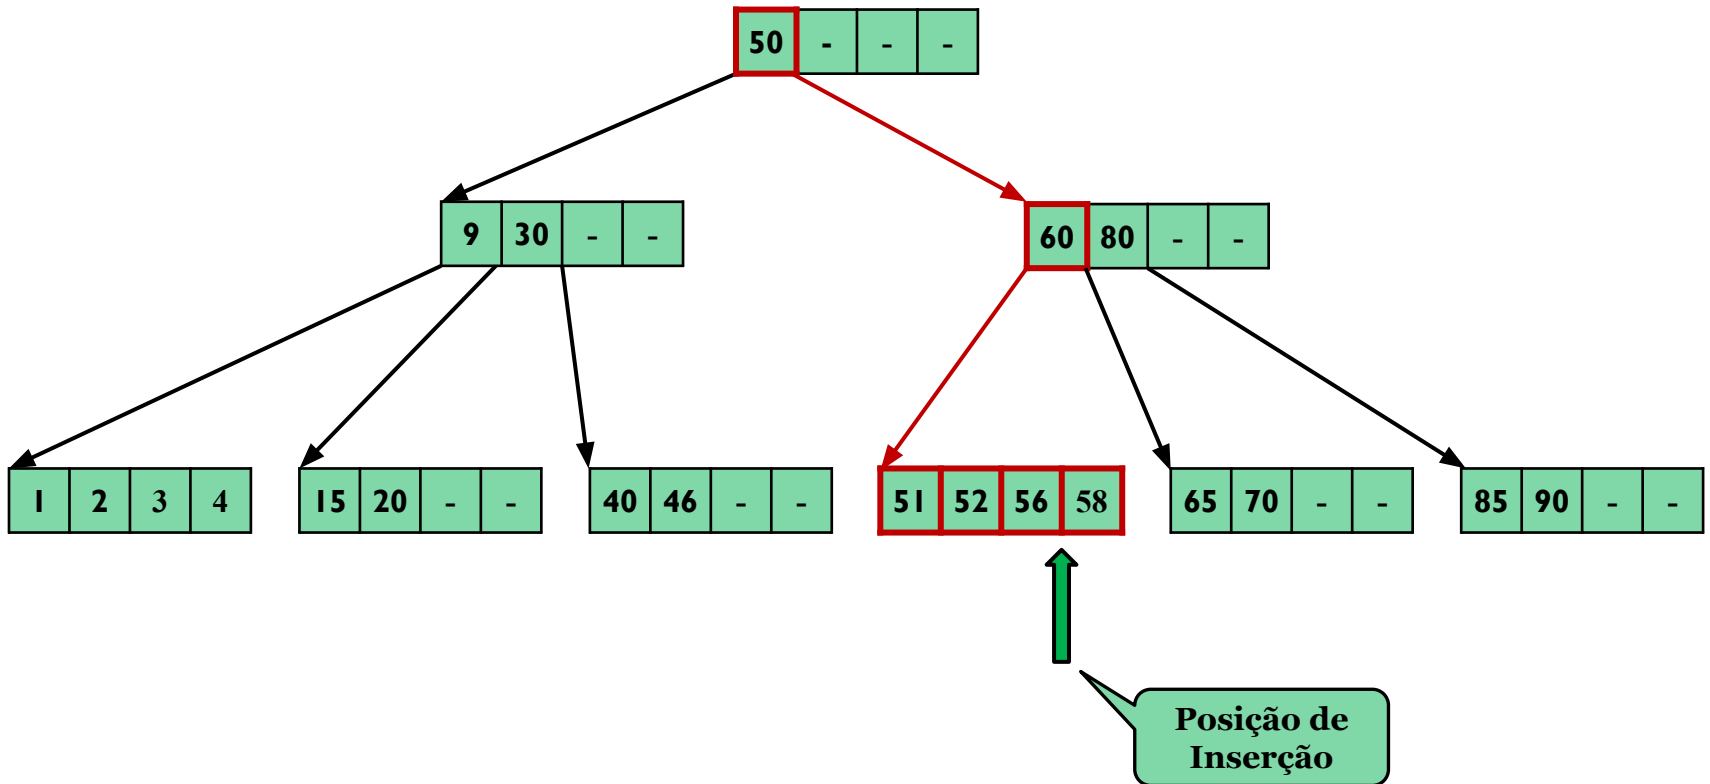 50 - - -
9 30 - -
60 80 - -
1 2 3 4
15 20 - -
40 46 - -
51 52 56 58
65 70 - -
85 90 - -
Posição de
Inserção